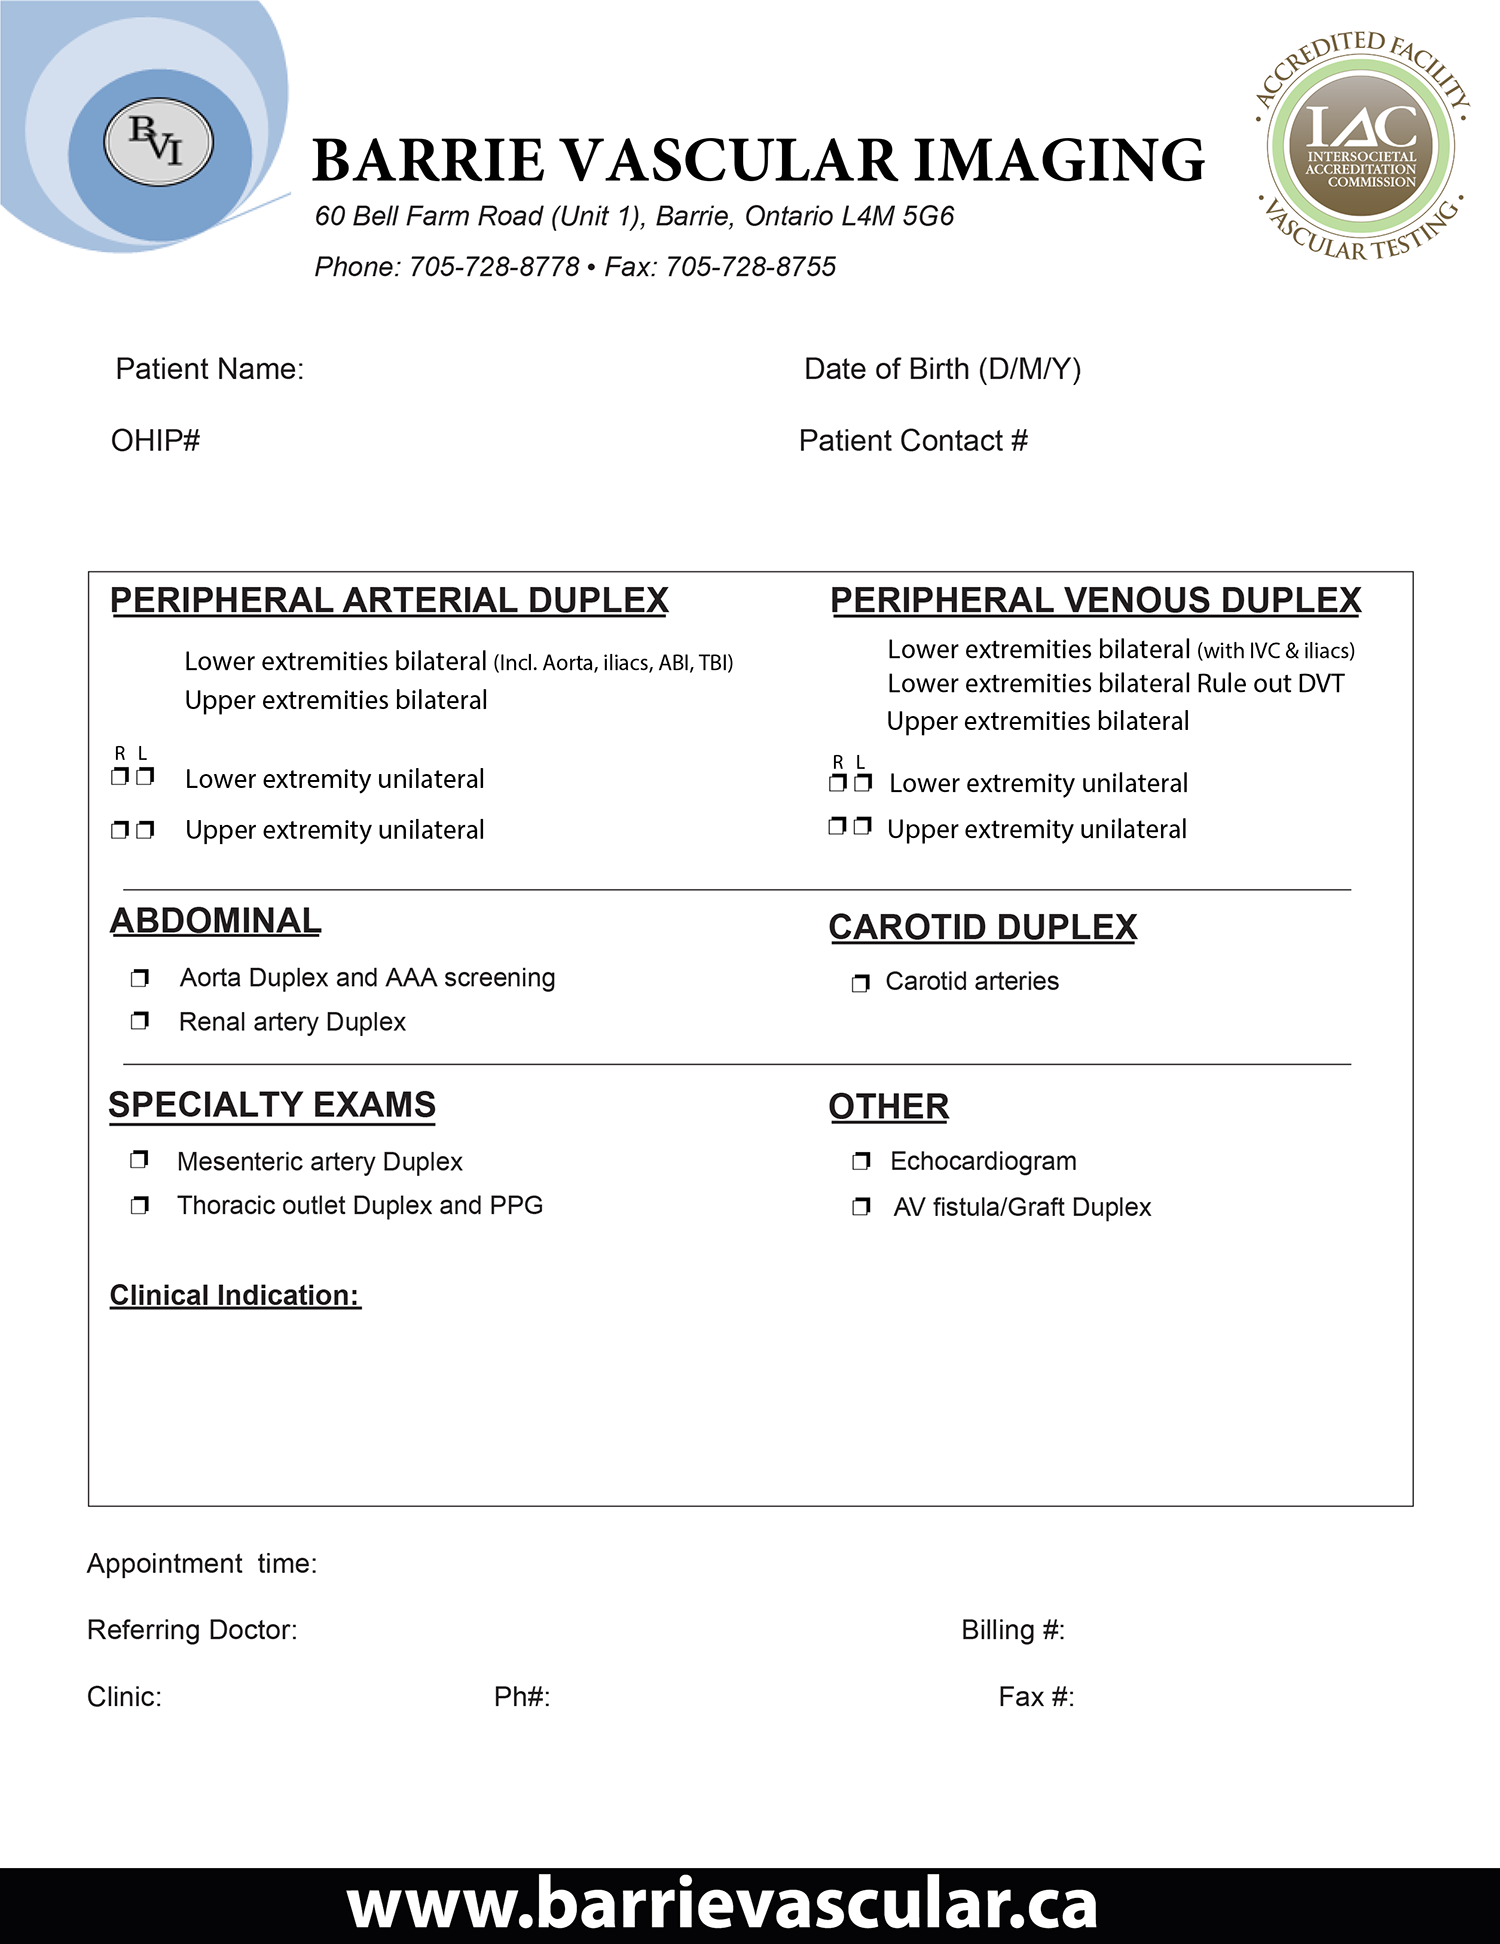 BVI
ACCREDITED FACILITY
IAC
INTERSOCIETAL
ACCREDITATION
COMMISSION
VASCULAR TESTING
BARRIE VASCULAR IMAGING
60 Bell Farm Road (Unit 1), Barrie, Ontario L4M 5G6
Phone: 705-728-8778 • Fax: 705-728-8755
Patient Name:
Date of Birth (D/M/Y)
OHIP#
Patient Contact #
PERIPHERAL ARTERIAL DUPLEX
Lower extremities bilateral (Incl. Aorta, iliacs, ABI, TBI)
Upper extremities bilateral
R L
Lower extremity unilateral
Upper extremity unilateral
PERIPHERAL VENOUS DUPLEX
Lower extremities bilateral (with IVC & iliacs)
Lower extremities bilateral Rule out DVT
Upper extremities bilateral
R L
Lower extremity unilateral
Upper extremity unilateral
ABDOMINAL
Aorta Duplex and AAA screening
Renal artery Duplex
CAROTID DUPLEX
Carotid arteries
SPECIALTY EXAMS
Mesenteric artery Duplex
Thoracic outlet Duplex and PPG
OTHER
Echocardiogram
AV fistula/Graft Duplex
Clinical Indication:
Appointment time:
Referring Doctor:
Billing #:
Clinic:
Ph#:
Fax #:
www.barrievascular.ca